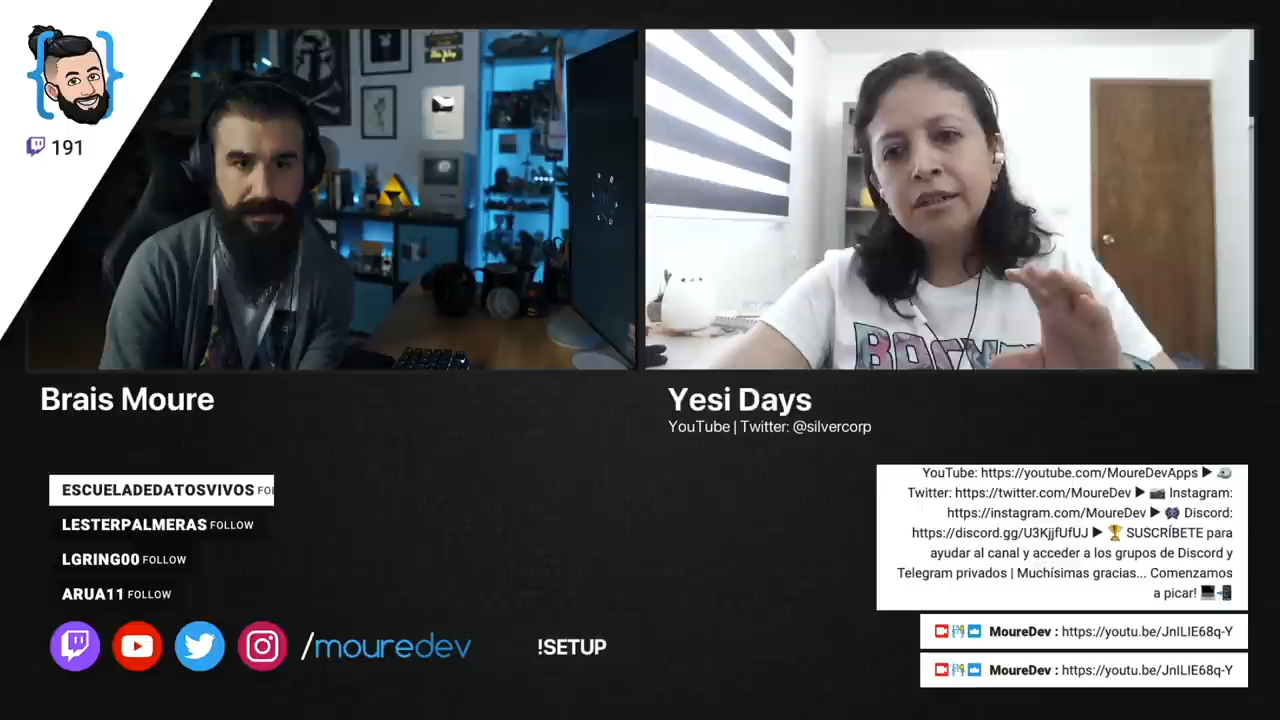 191
Brais Moure
Yesi Days
YouTube | Twitter: @silvercorp
ESCUELADEDATOSVIVOS
LESTERPALMERAS FOLLOW
LGRING00 FOLLOW
ARUA11 FOLLOW
/mouredev
!SETUP
YouTube: https://youtube.com/MoureDevApps
Twitter: https://twitter.com/MoureDev Instagram:
https://instagram.com/MoureDev Discord:
https://discord.gg/U3KjjfUfUJ SUSCRÍBETE para
ayudar al canal y acceder a los grupos de Discord y
Telegram privados | Muchísimas gracias... Comenzamos
a picar!
MoureDev : https://youtu.be/JnILIE68q-Y
MoureDev : https://youtu.be/JnILIE68q-Y